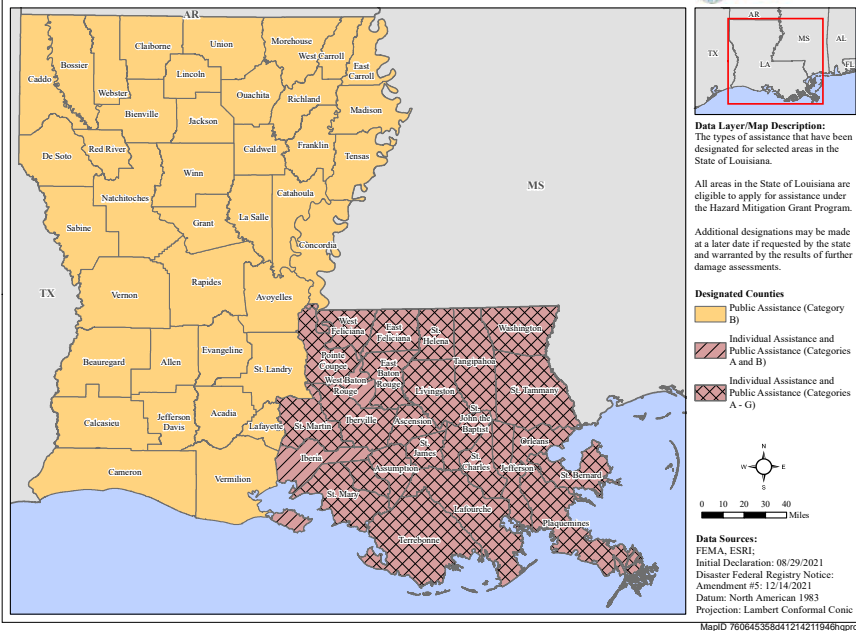 AR
Claiborne
Union
Morehouse
West Carroll
East
Carroll
Bossier
Caddo
Webster
Lincoln
Ouachita
Richland
Madison
Bienville
Jackson
De Soto
Red River
Caldwell
Franklin
Tensas
Winn
Natchitoches
Catahoula
La Salle
Grant
Sabine
Concordia
MS
TX
Vernon
Rapides
Avoyelles
West
Feliciana
East
Feliciana
St.
Helena
Washington
Pointe
Coupee
Tangipahoa
Evangeline
Beauregard
Allen
St. Landry
East
Baton
Rouge
West Baton
Rouge
Livingston
St. Tammany
Calcasieu
Jefferson
Davis
Acadia
Lafayette
St. Martin
Iberville
Ascension
St.
John the
Baptist
Orleans
Iberia
St.
James
St.
Charles
Jefferson
Assumption
St. Bernard
Cameron
Vermilion
St. Mary
Lafourche
Plaquemines
Terrebonne
AR
MS
AL
TX
LA
FL
Data Layer/Map Description:
The types of assistance that have been
designated for selected areas in the
State of Louisiana.
All areas in the State of Louisiana are
eligible to apply for assistance under
the Hazard Mitigation Grant Program.
Additional designations may be made
at a later date if requested by the state
and warranted by the results of further
damage assessments.
Designated Counties
Public Assistance (Category
B)
Individual Assistance and
Public Assistance (Categories
A and B)
Individual Assistance and
Public Assistance (Categories
A - G)
N
W E
S
0 10 20 30 40
Miles
Data Sources:
FEMA, ESRI;
Initial Declaration: 08/29/2021
Disaster Federal Registry Notice:
Amendment #5: 12/14/2021
Datum: North American 1983
Projection: Lambert Conformal Conic